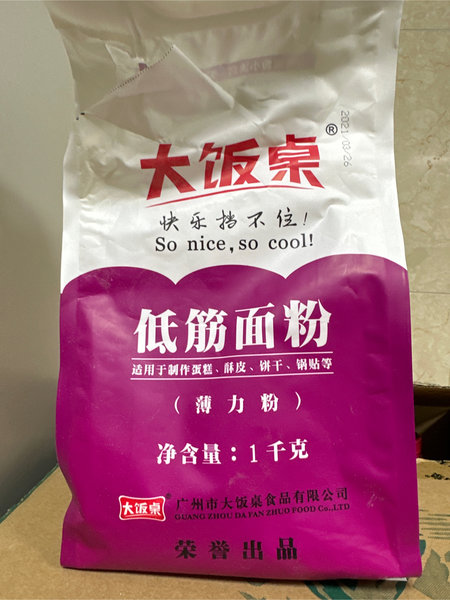 2021/03/26
大饭桌®
快乐挡不住!
So nice,so cool!
低筋面粉
适用于制作蛋糕、酥皮、饼干、锅贴等
（薄力粉）
净含量：1千克
大饭桌®
广州市大饭桌食品有限公司
GUANG ZHOU DA FAN ZHUO FOOD Co.,LTD
荣誉出品